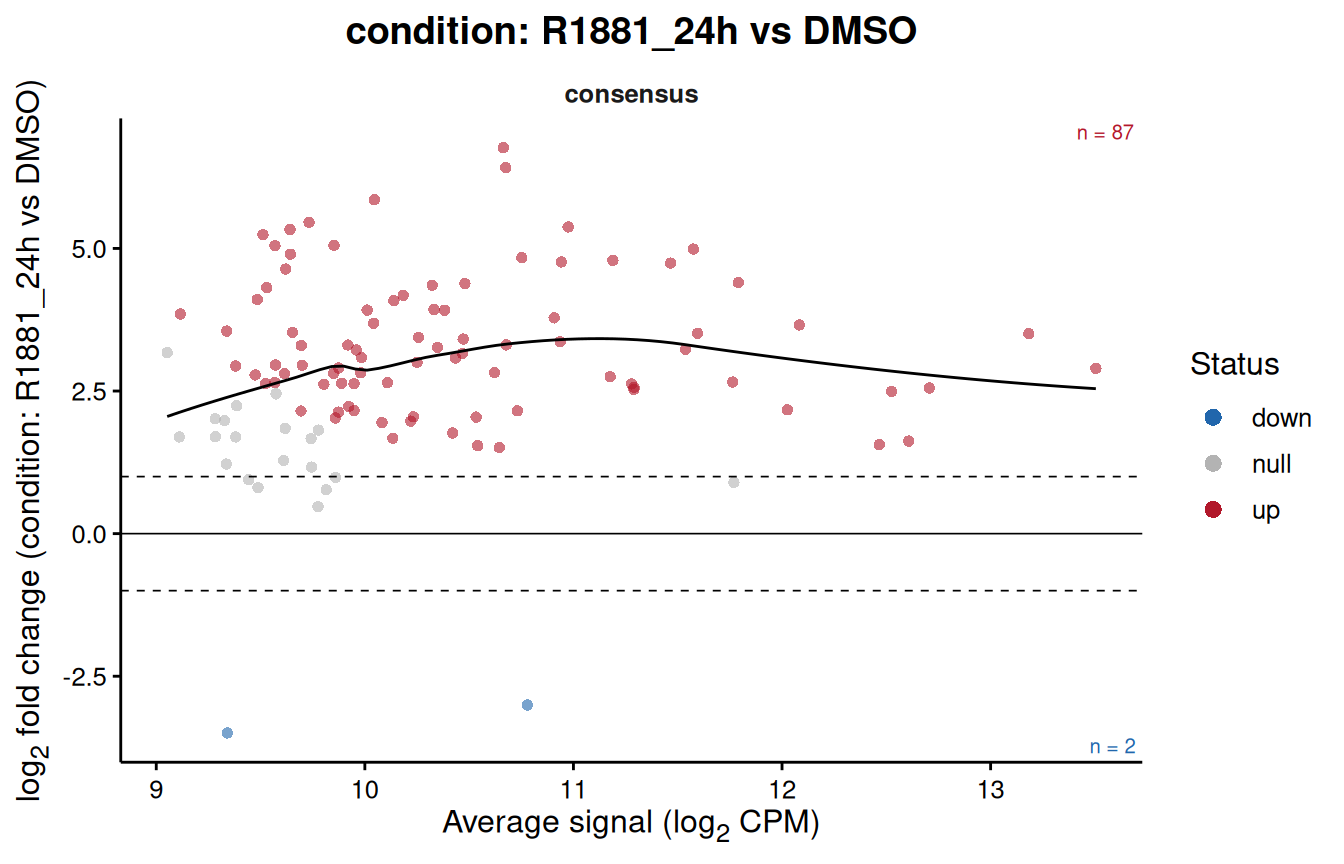 condition: R1881_24h vs DMSO
consensus
n = 87
log2 fold change (condition: R1881_24h vs DMSO)
5.0
2.5
0.0
-2.5
n = 2
9 10 11 12 13
Average signal (log2 CPM)
Status
down
null
up